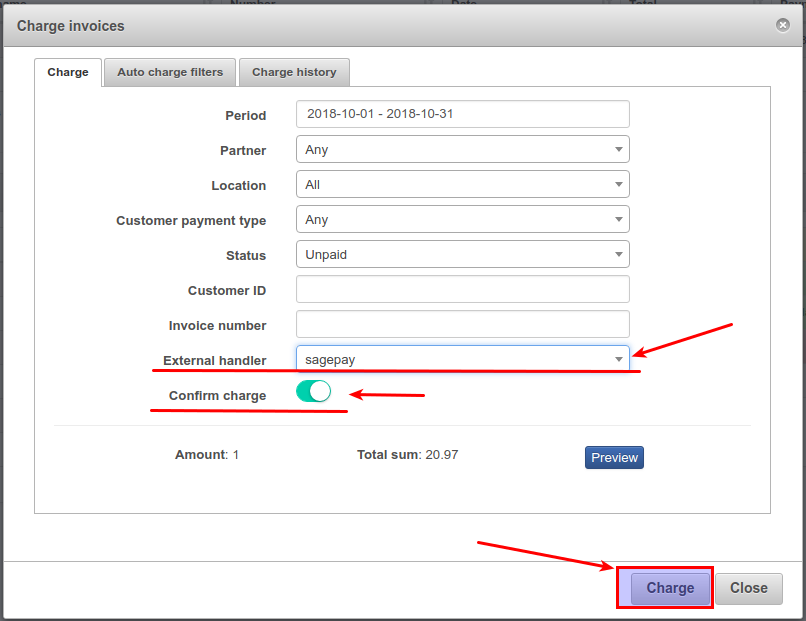 Charge invoices
Charge Auto charge filters Charge history
Period 2018-10-01 - 2018-10-31
Partner Any
Location All
Customer payment type Any
Status Unpaid
Customer ID
Invoice number
External handler sagepay
Confirm charge
Amount: 1 Total sum: 20.97 Preview
Charge Close